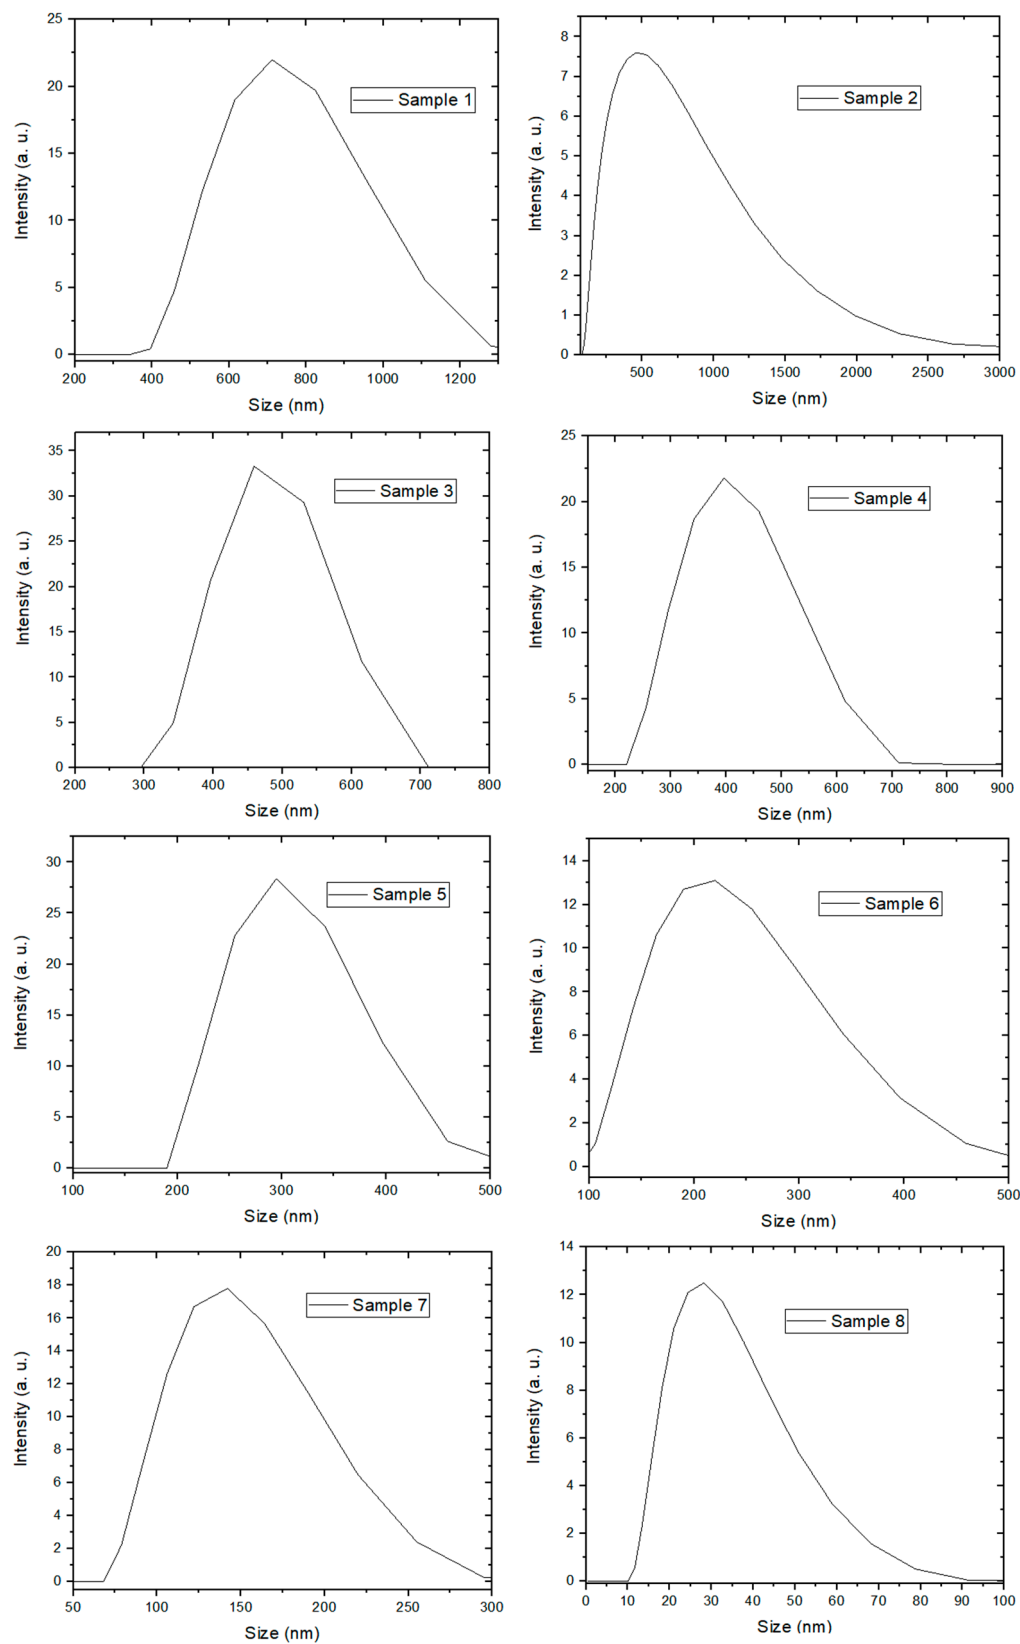 25
20
15
10
5
0
200 400 600 800 1000 1200
Intensity (a. u.)
Size (nm)
Sample 1
8
7
6
5
4
3
2
1
0
500 1000 1500 2000 2500 3000
Intensity (a. u.)
Size (nm)
Sample 2
35
30
25
20
15
10
5
0
200 300 400 500 600 700 800
Intensity (a. u.)
Size (nm)
Sample 3
25
20
15
10
5
0
200 300 400 500 600 700 800 900
Intensity (a. u.)
Size (nm)
Sample 4
30
25
20
15
10
5
0
100 200 300 400 500
Intensity (a. u.)
Size (nm)
Sample 5
14
12
10
8
6
4
2
0
100 200 300 400 500
Intensity (a. u.)
Size (nm)
Sample 6
20
18
16
14
12
10
8
6
4
2
0
50 100 150 200 250 300
Intensity (a. u.)
Size (nm)
Sample 7
14
12
10
8
6
4
2
0
0 10 20 30 40 50 60 70 80 90 100
Intensity (a. u.)
Size (nm)
Sample 8